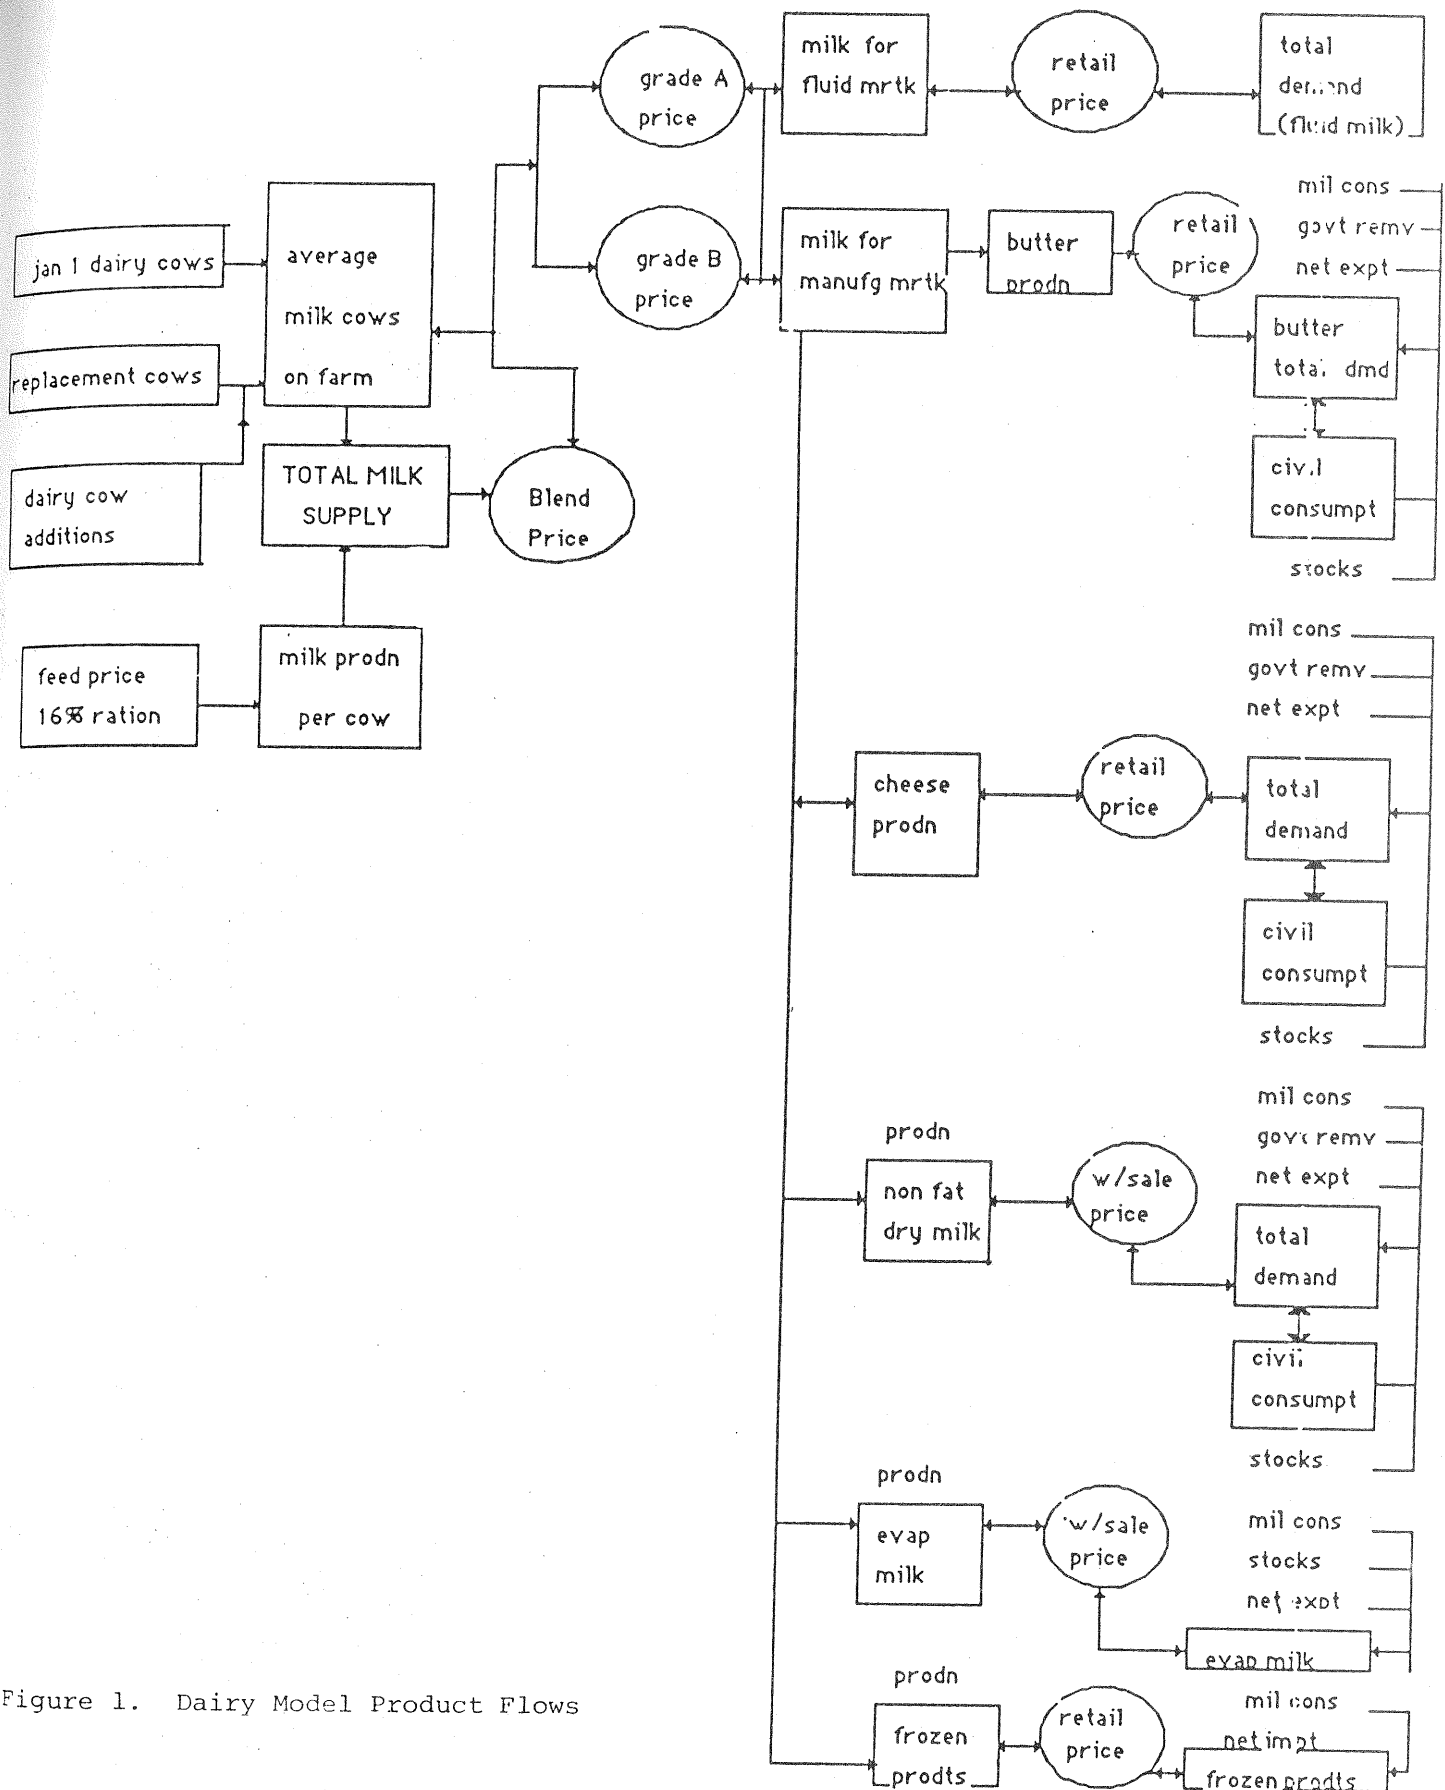 milk for
fluid mrtk
retail
price
total
(fluid milk)
grade A
price
mil cons
govt remv
net expt
grade B
price
milk for
manufg mrtk
butter
prodn
retail
price
butter
dmd
consumpt
stocks
jan 1 dairy cows
replacement cows
dairy cow
additions
average
milk cows
on farm
TOTAL MILK
SUPPLY
Blend
Price
feed price
16% ration
milk prodn
per cow
mil cons
govt remv
net expt
cheese
prodn
retail
price
total
demand
civil
consumpt
stocks
mil cons
govt remv
net expt
prodn
non fat
dry milk
w/sale
price
total
demand
civil
consumpt
stocks
prodn
evap
milk
w/sale
price
mil cons
stocks
net expt
evap milk
prodn
frozen
prodts
retail
price
mil cons
net impt
frozen prodts
Figure 1. Dairy Model Product Flows